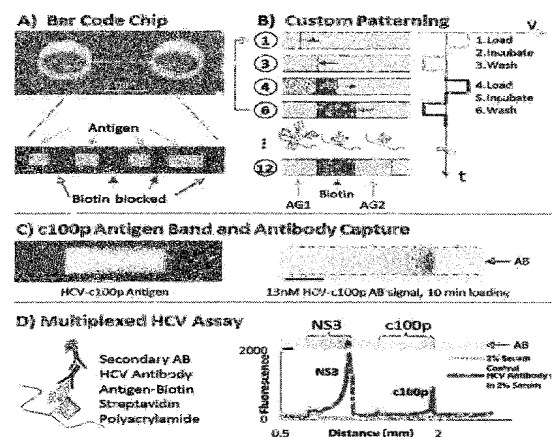 A) Bar Code Chip
Antigen
Biotin blocked
B) Custom Patterning
V
1
3
4
6
12
1.Load
2.Incubate
3.Wash
4.Load
5.Incubate
6.Wash
t
Biotin
AG1
AG2
C) c100p Antigen Band and Antibody Capture
HCV-c100p Antigen
AB
13nM HCV-c100p AB signal, 10 min loading
D) Multiplexed HCV Assay
Secondary AB
HCV Antibody
Antigen-Biotin
Streptavidin
Polyacrylamide
NS3
c100p
AB
2% Serum
Control
HCV Antibody
in 2% Serum
2000
Fluorescence
0
NS3
c100p
0.5
Distance (mm)
2